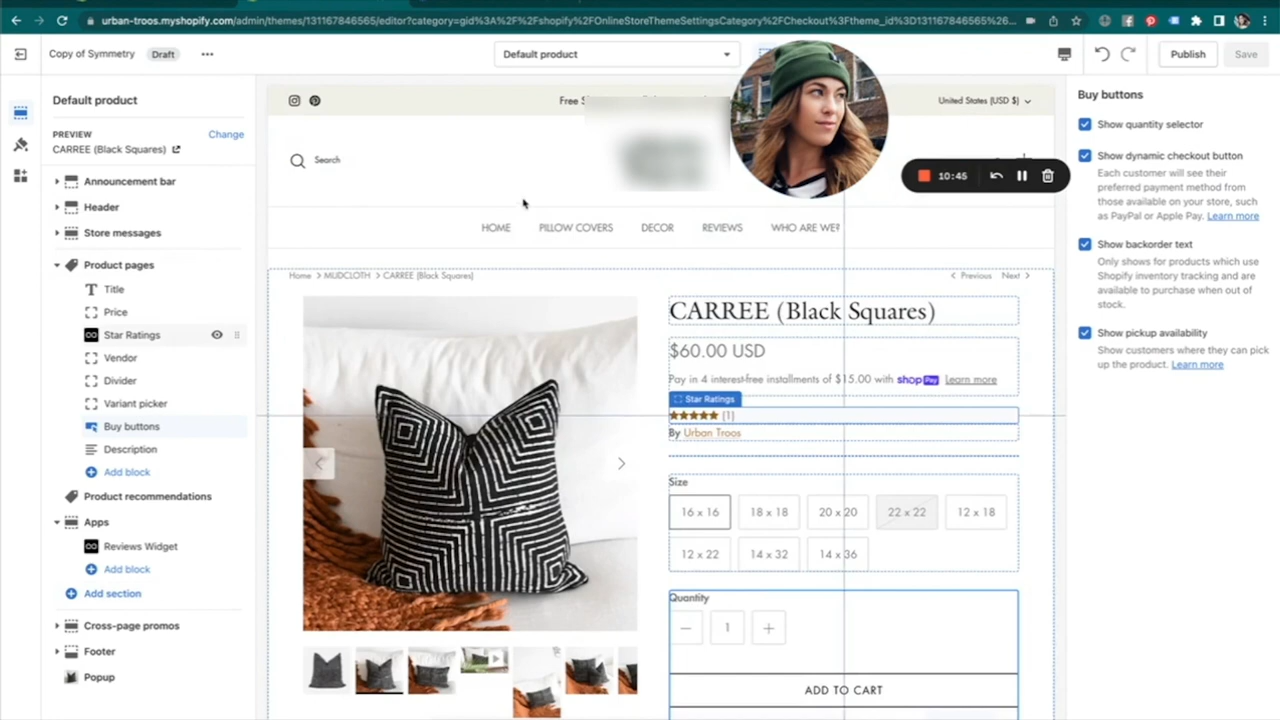 urban-troos.myshopify.com/admin/themes/131167846565/editor?category=gid%3A%2F%2Fshopify%2FOnlineStoreThemeSettingsCategory%2FCheckout%3Ftheme_id%3D131167846565%26...
Copy of Symmetry
Draft
Default product
Publish
Save
Default product
PREVIEW
Change
CARREE (Black Squares)
Announcement bar
Header
Store messages
Product pages
Title
Price
Star Ratings
Vendor
Divider
Variant picker
Buy buttons
Description
Add block
Product recommendations
Apps
Reviews Widget
Add block
Add section
Cross-page promos
Footer
Popup
Free
United States (USD $)
Search
10:45
HOME
PILLOW COVERS
DECOR
REVIEWS
WHO ARE WE?
Home > MUDCLOTH > CARREE (Black Squares)
< Previous
Next >
CARREE (Black Squares)
$60.00 USD
Pay in 4 interest-free installments of $15.00 with shop Pay Learn more
Star Ratings
★★★★★ (1)
By Urban Troos
Size
16 x 16
18 x 18
20 x 20
22 x 22
12 x 18
12 x 22
14 x 32
14 x 36
Quantity
− 1 +
ADD TO CART
Buy buttons
Show quantity selector
Show dynamic checkout button
Each customer will see their
preferred payment method from
those available on your store, such
as PayPal or Apple Pay. Learn more
Show backorder text
Only shows for products which use
Shopify inventory tracking and are
available to purchase when out of
stock.
Show pickup availability
Show customers where they can pick
up the product. Learn more